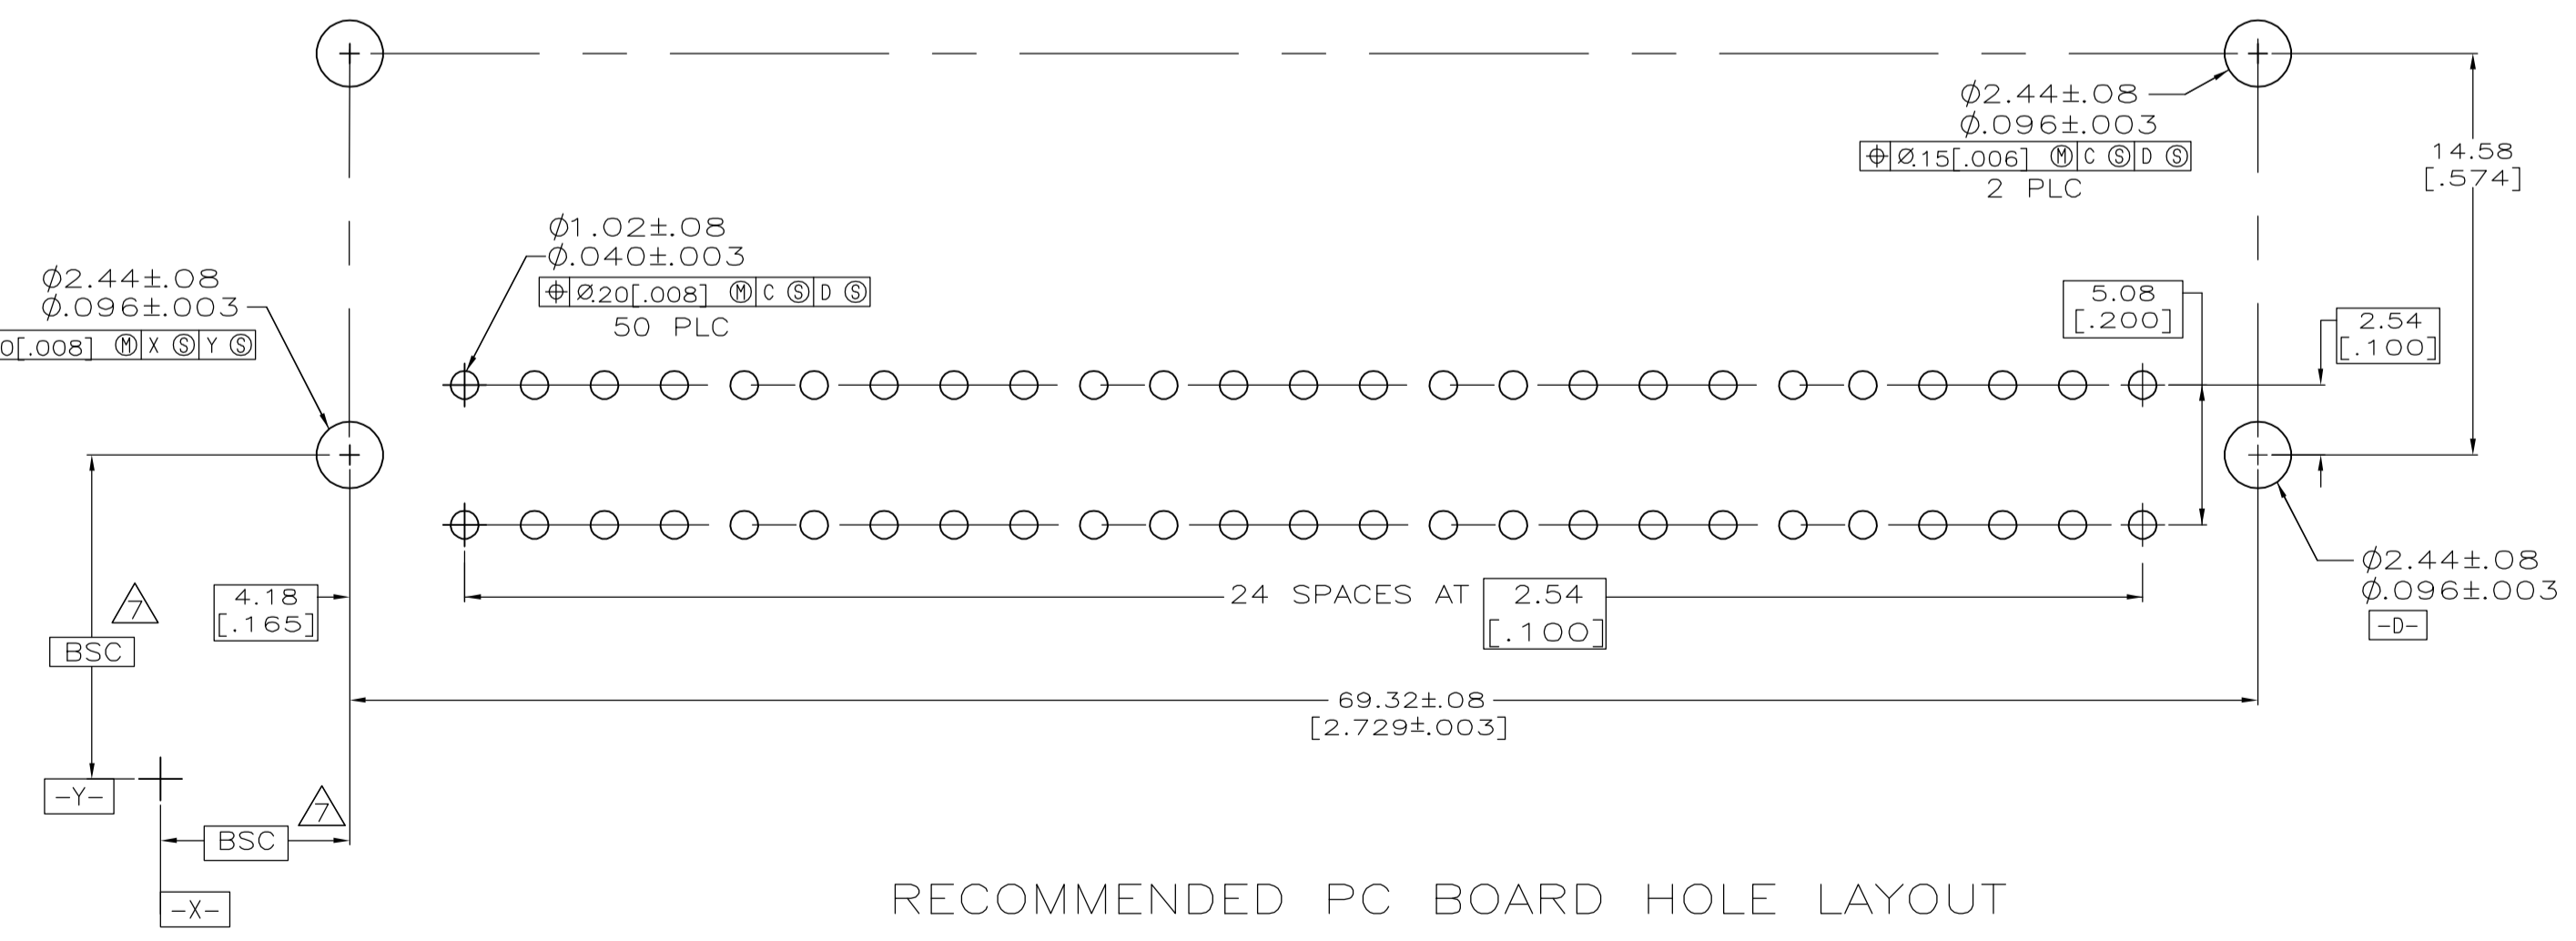 Ø2.44±.08
Ø.096±.003
⌖ Ø.15[.006] Ⓜ C Ⓢ D Ⓢ
2 PLC
14.58
[.574]
Ø1.02±.08
Ø.040±.003
⌖ Ø.20[.008] Ⓜ C Ⓢ D Ⓢ
50 PLC
Ø2.44±.08
Ø.096±.003
0[.008] Ⓜ X Ⓢ Y Ⓢ
5.08
[.200]
2.54
[.100]
Ø2.44±.08
Ø.096±.003
-D-
4.18
[.165]
7
BSC
24 SPACES AT 2.54
[.100]
69.32±.08
[2.729±.003]
-Y-
7
BSC
-X-
RECOMMENDED PC BOARD HOLE LAYOUT